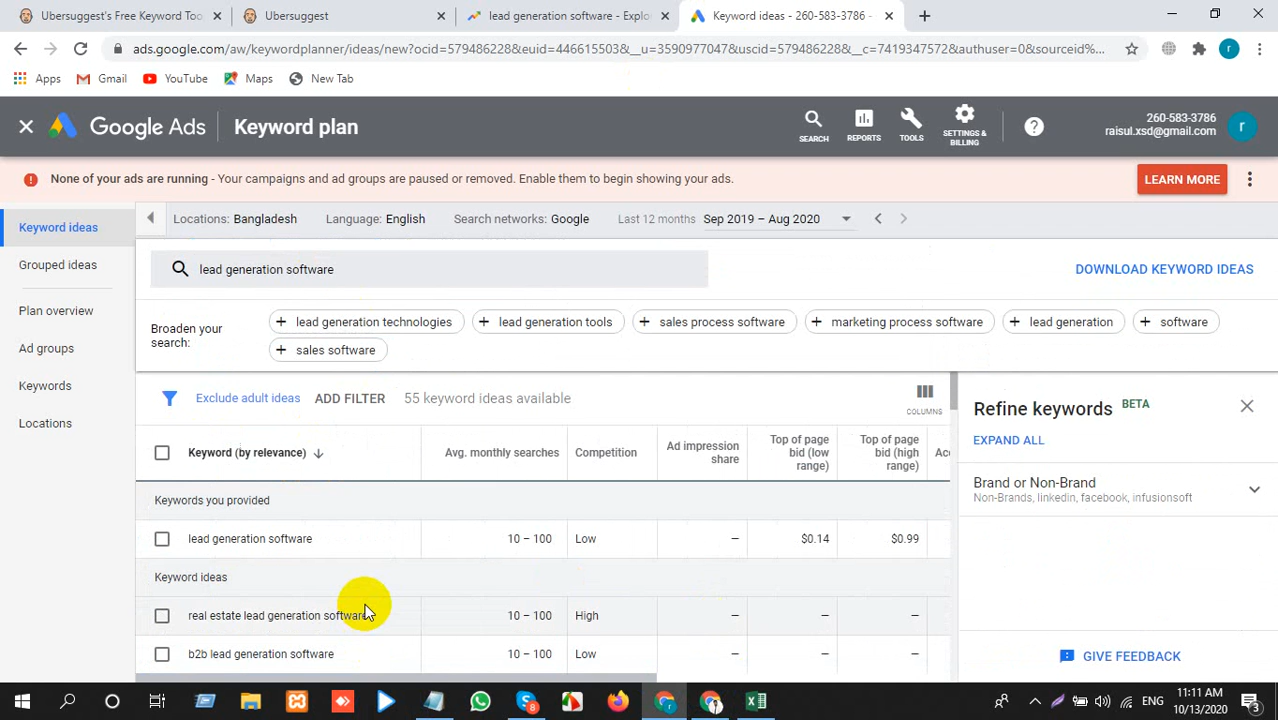 Ubersuggest's Free Keyword Too
Ubersuggest
lead generation software - Explo
Keyword ideas - 260-583-3786 -
ads.google.com/aw/keywordplanner/ideas/new?ocid=579486228&euid=446615503&__u=3590977047&uscid=579486228&__c=7419347572&authuser=0&sourceid%...
r
Apps
Gmail
YouTube
Maps
New Tab
Google Ads
Keyword plan
SEARCH
REPORTS
TOOLS
SETTINGS &
BILLING
260-583-3786
raisul.xsd@gmail.com
r
None of your ads are running - Your campaigns and ad groups are paused or removed. Enable them to begin showing your ads.
LEARN MORE
Keyword ideas
Grouped ideas
Plan overview
Ad groups
Keywords
Locations
Locations: Bangladesh
Language: English
Search networks: Google
Last 12 months
Sep 2019 – Aug 2020
lead generation software
DOWNLOAD KEYWORD IDEAS
Broaden your
search:
+ lead generation technologies
+ lead generation tools
+ sales process software
+ marketing process software
+ lead generation
+ software
+ sales software
Exclude adult ideas
ADD FILTER
55 keyword ideas available
COLUMNS
Keyword (by relevance)
Avg. monthly searches
Competition
Ad impression
share
Top of page
bid (low
range)
Top of page
bid (high
range)
Acc
Keywords you provided
lead generation software
10 – 100
Low
–
$0.14
$0.99
Keyword ideas
real estate lead generation software
10 – 100
High
–
–
–
b2b lead generation software
10 – 100
Low
–
–
–
Refine keywords BETA
EXPAND ALL
Brand or Non-Brand
Non-Brands, linkedin, facebook, infusionsoft
GIVE FEEDBACK
8
r
ENG
11:11 AM
10/13/2020
3